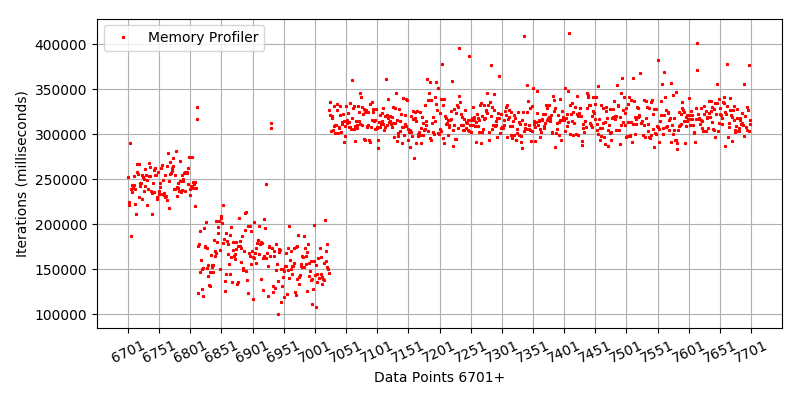 Memory Profiler
Iterations (milliseconds)
400000
350000
300000
250000
200000
150000
100000
6701 6751 6801 6851 6901 6951 7001 7051 7101 7151 7201 7251 7301 7351 7401 7451 7501 7551 7601 7651 7701
Data Points 6701+